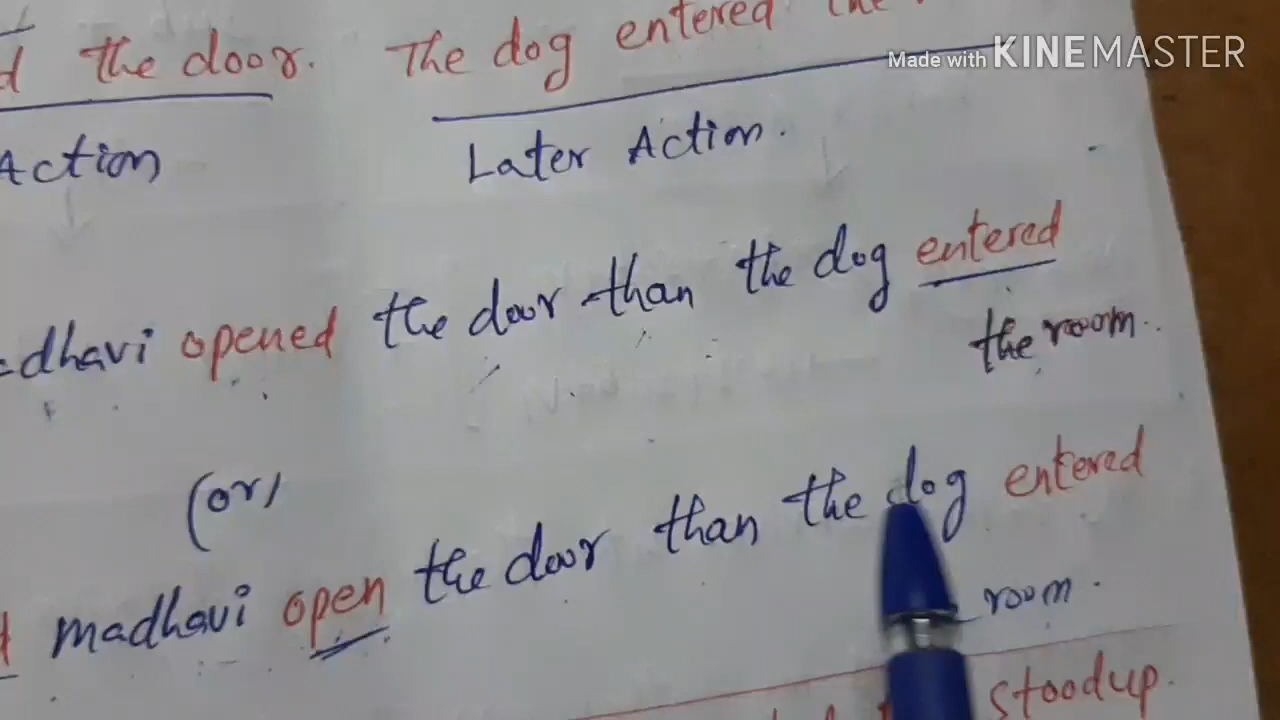 the door. The dog entered
Made with KINEMASTER
Action Later Action.
dhavi opened the door than the dog entered
the room.
(or)
madhavi open the door than the dog entered
room.
stoodup.